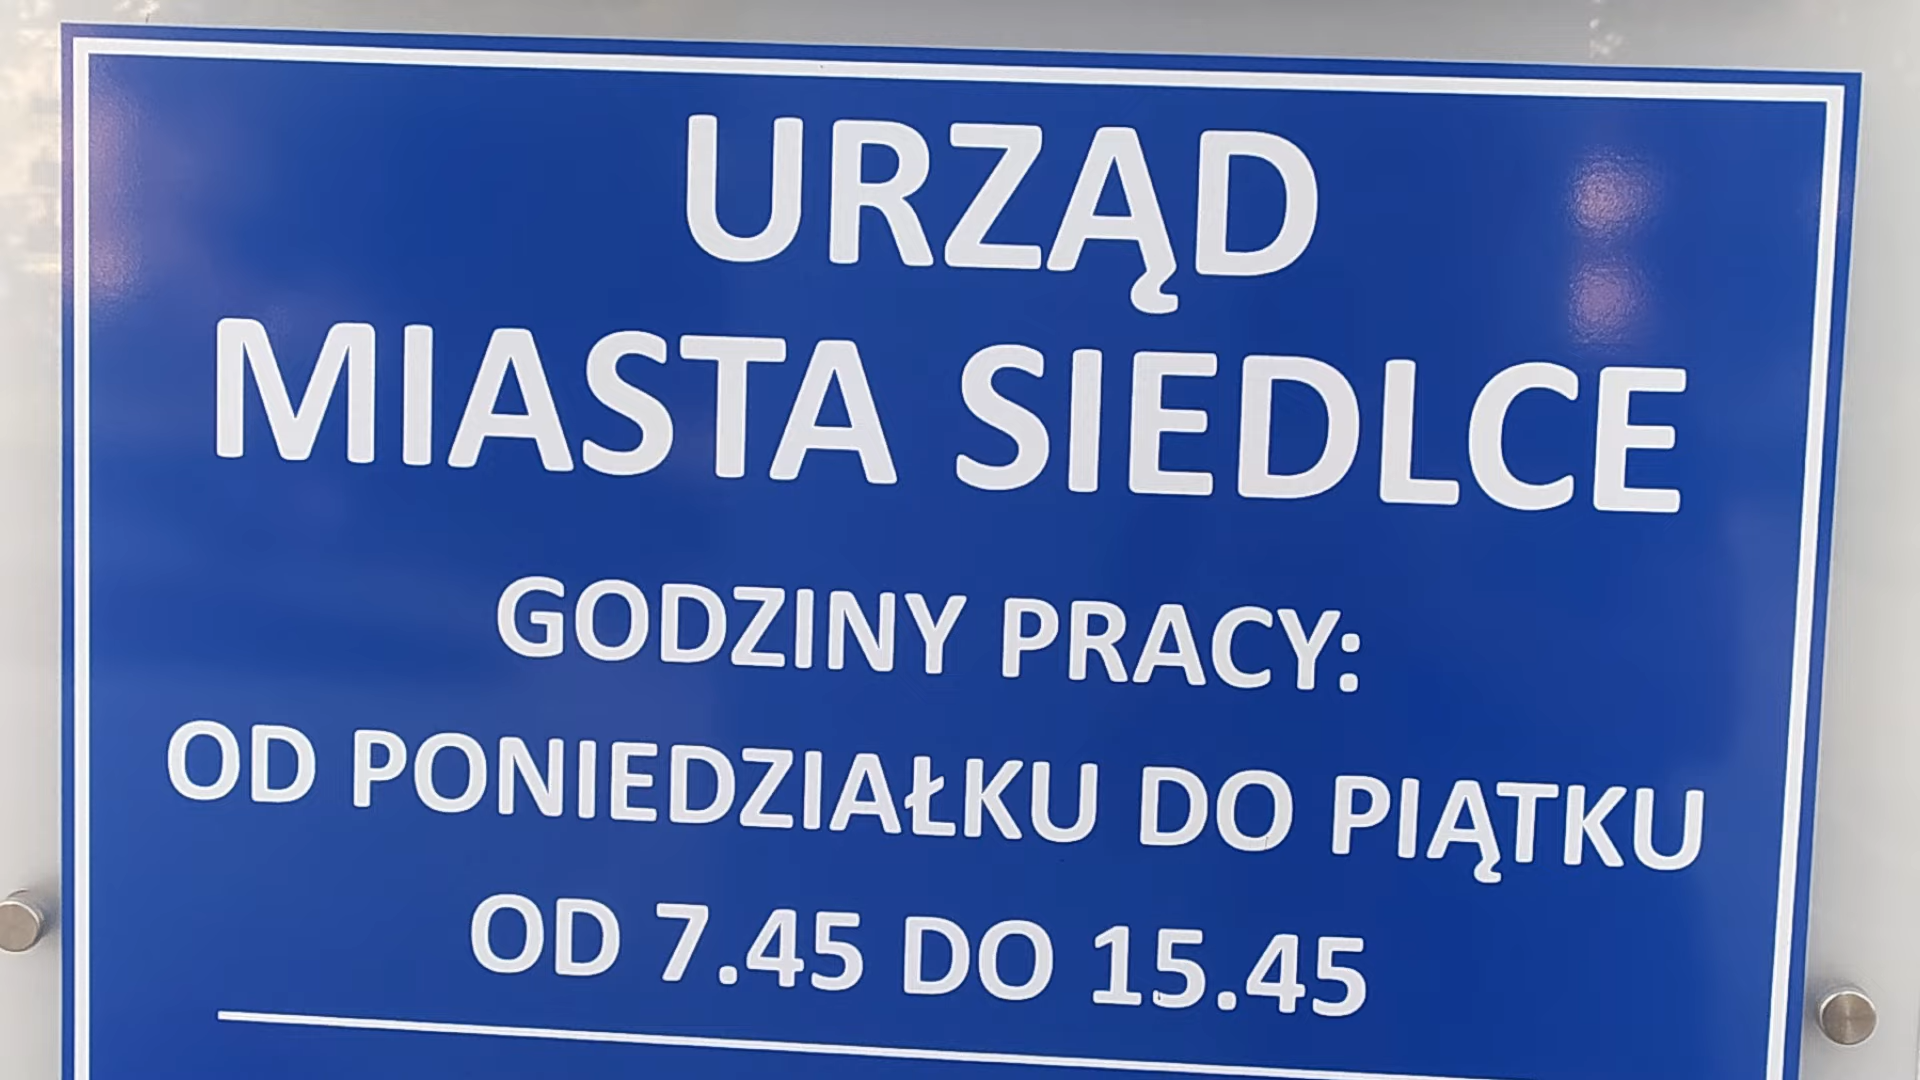 URZĄD
MIASTA SIEDLCE
GODZINY PRACY:
OD PONIEDZIAŁKU DO PIĄTKU
OD 7.45 DO 15.45